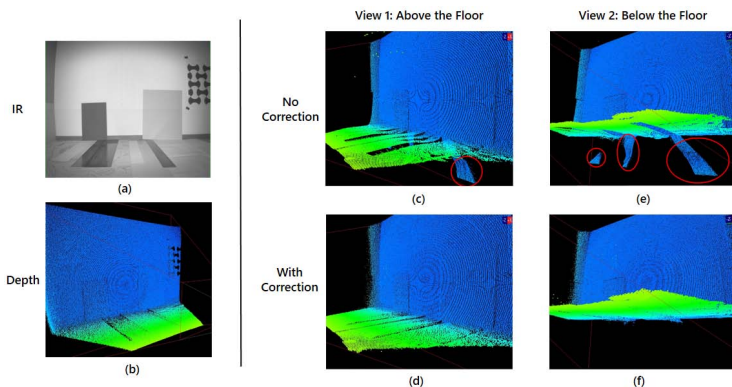 View 1: Above the Floor
View 2: Below the Floor
IR
No
Correction
(a)
(c)
(e)
Depth
With
Correction
(b)
(d)
(f)